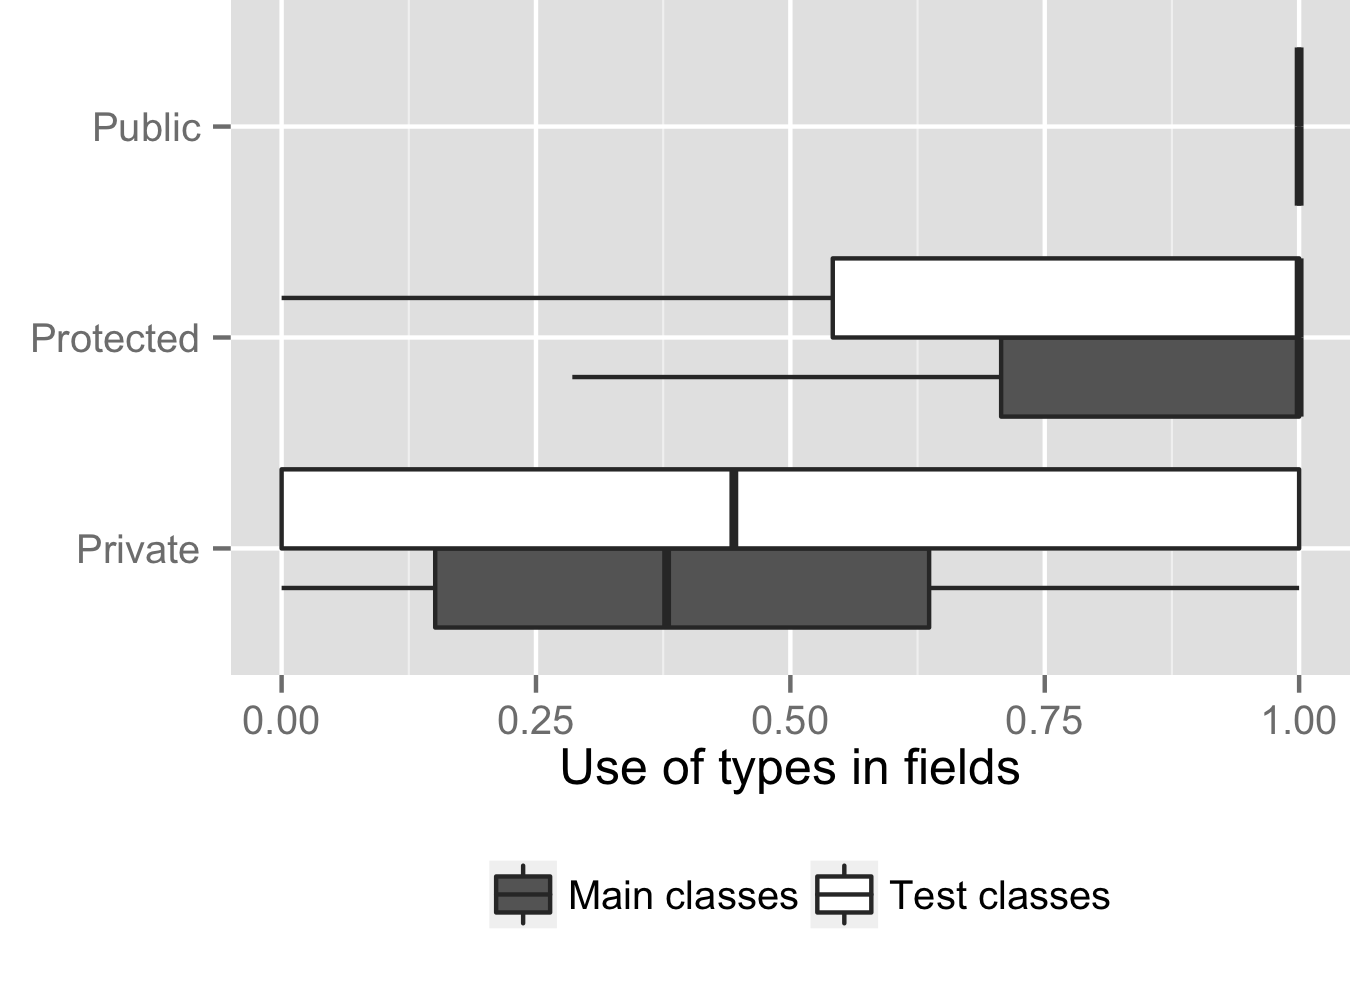 Public
Protected
Private
0.00 0.25 0.50 0.75 1.00
Use of types in fields
Main classes Test classes